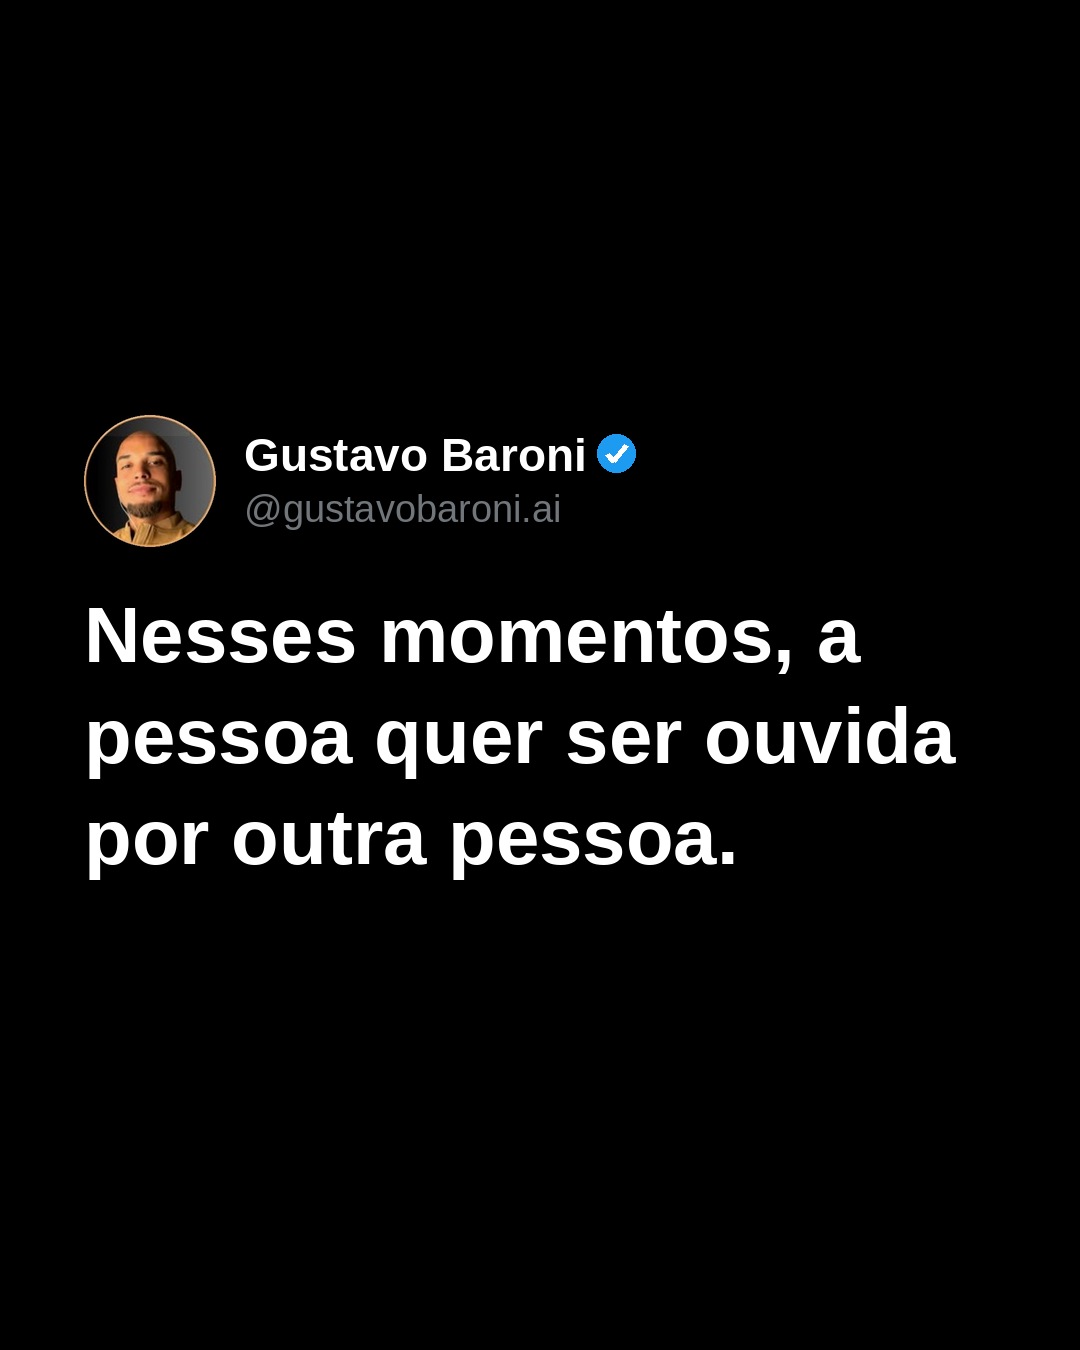 Gustavo Baroni
@gustavobaroni.ai
Nesses momentos, a
pessoa quer ser ouvida
por outra pessoa.